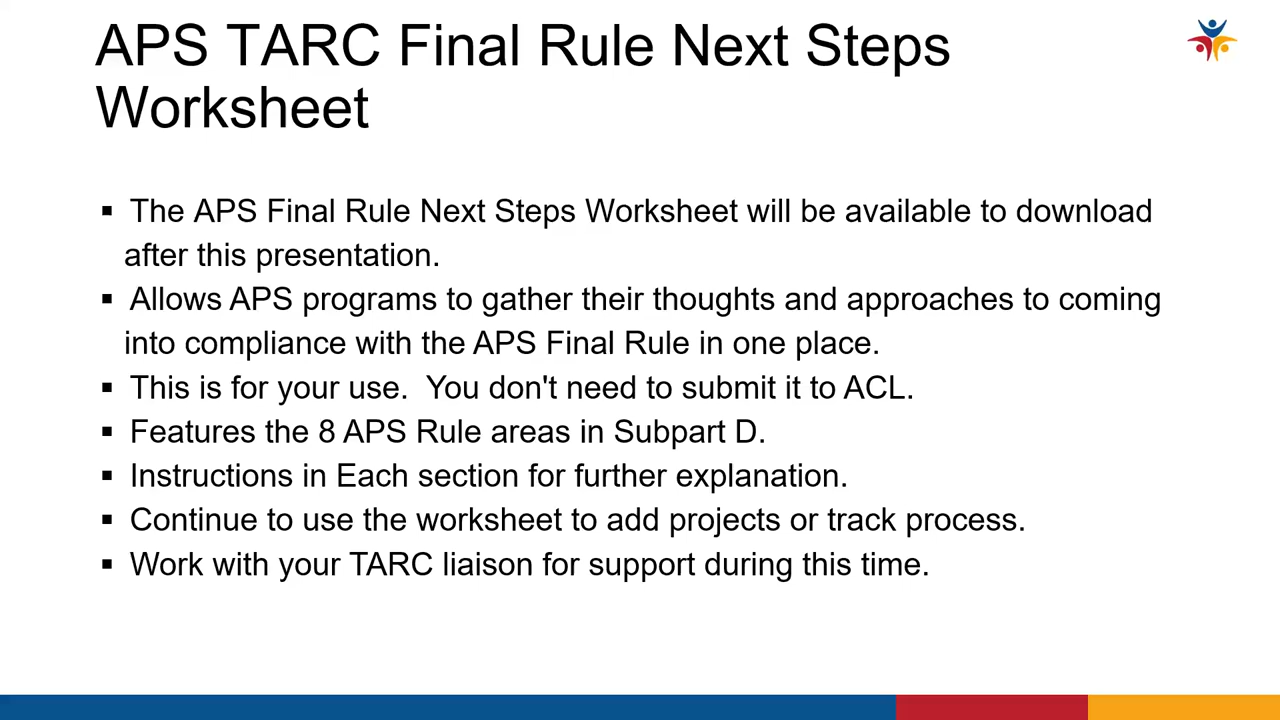 APS TARC Final Rule Next Steps
Worksheet
▪ The APS Final Rule Next Steps Worksheet will be available to download
after this presentation.
▪ Allows APS programs to gather their thoughts and approaches to coming
into compliance with the APS Final Rule in one place.
▪ This is for your use.  You don't need to submit it to ACL.
▪ Features the 8 APS Rule areas in Subpart D.
▪ Instructions in Each section for further explanation.
▪ Continue to use the worksheet to add projects or track process.
▪ Work with your TARC liaison for support during this time.